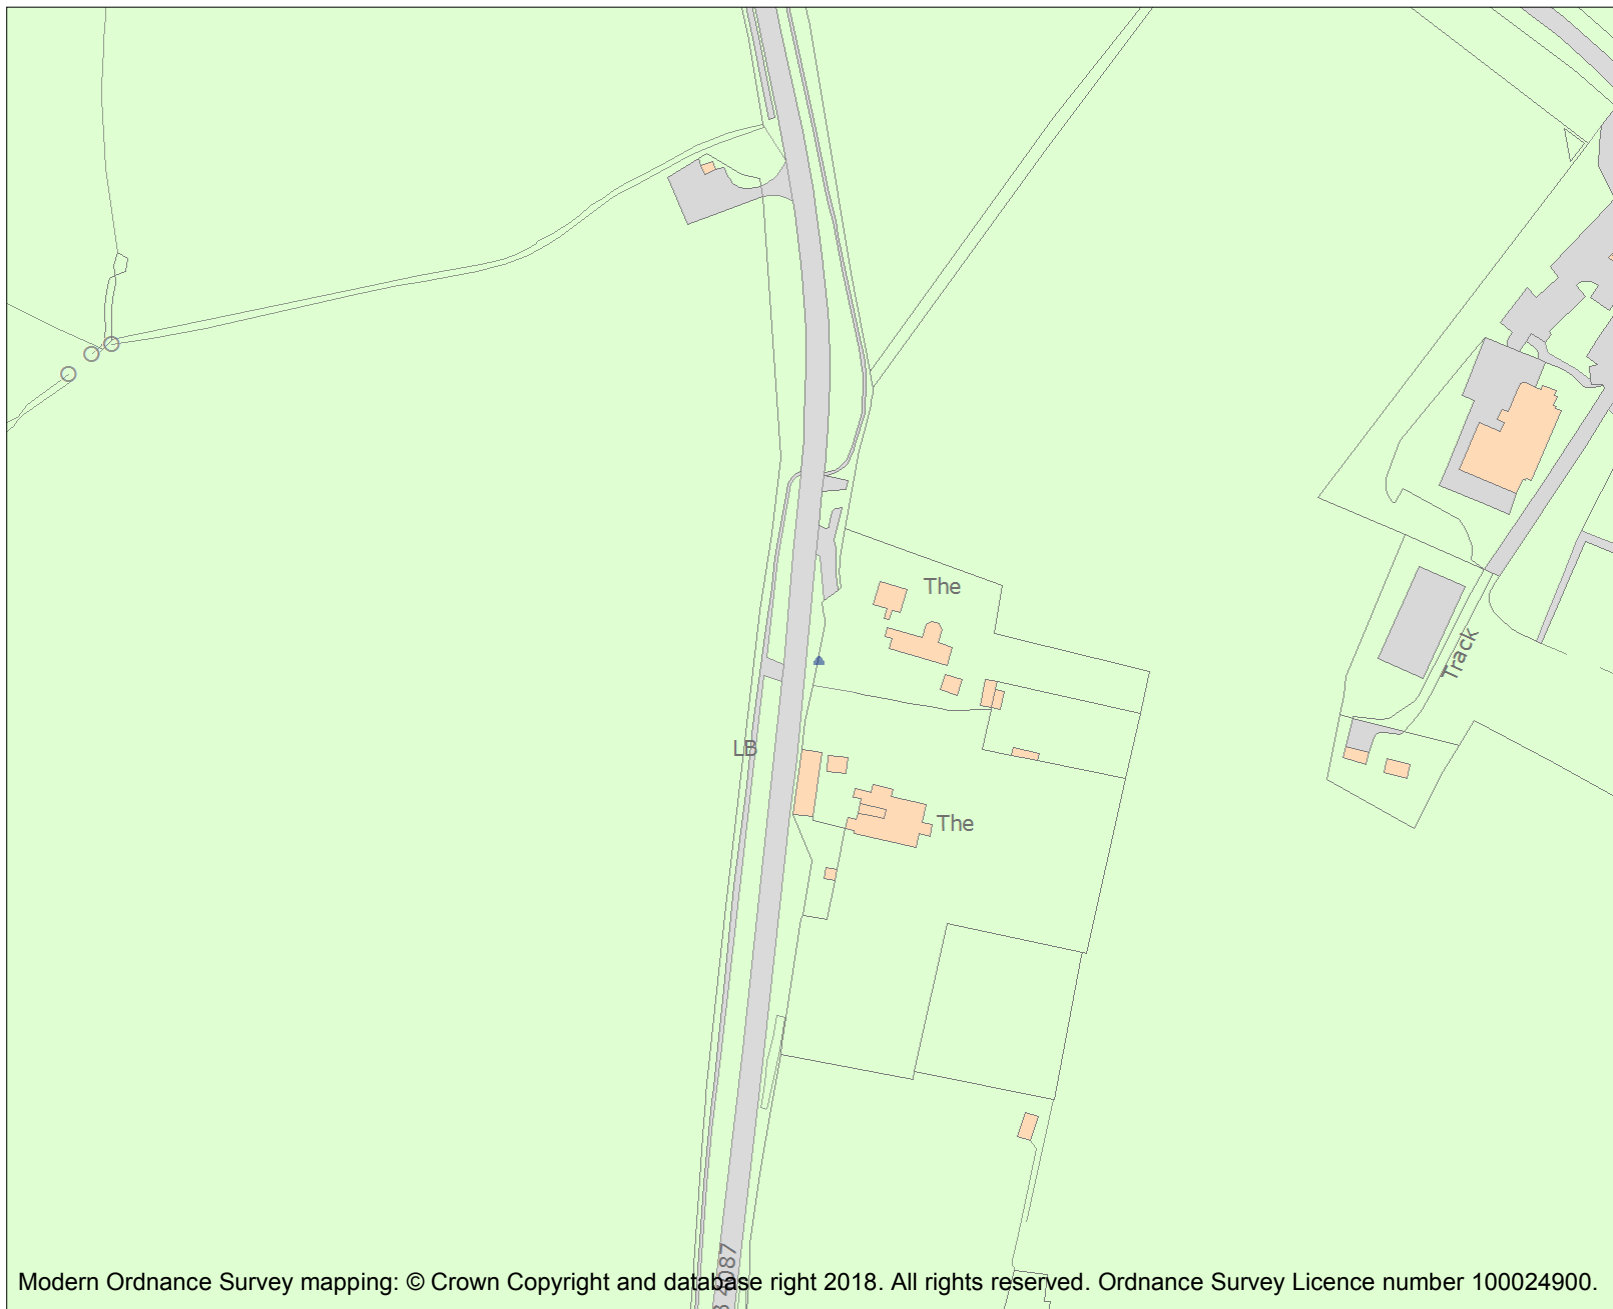 The
Track
LB
The
B 4087
Modern Ordnance Survey mapping: © Crown Copyright and database right 2018. All rights reserved. Ordnance Survey Licence number 100024900.